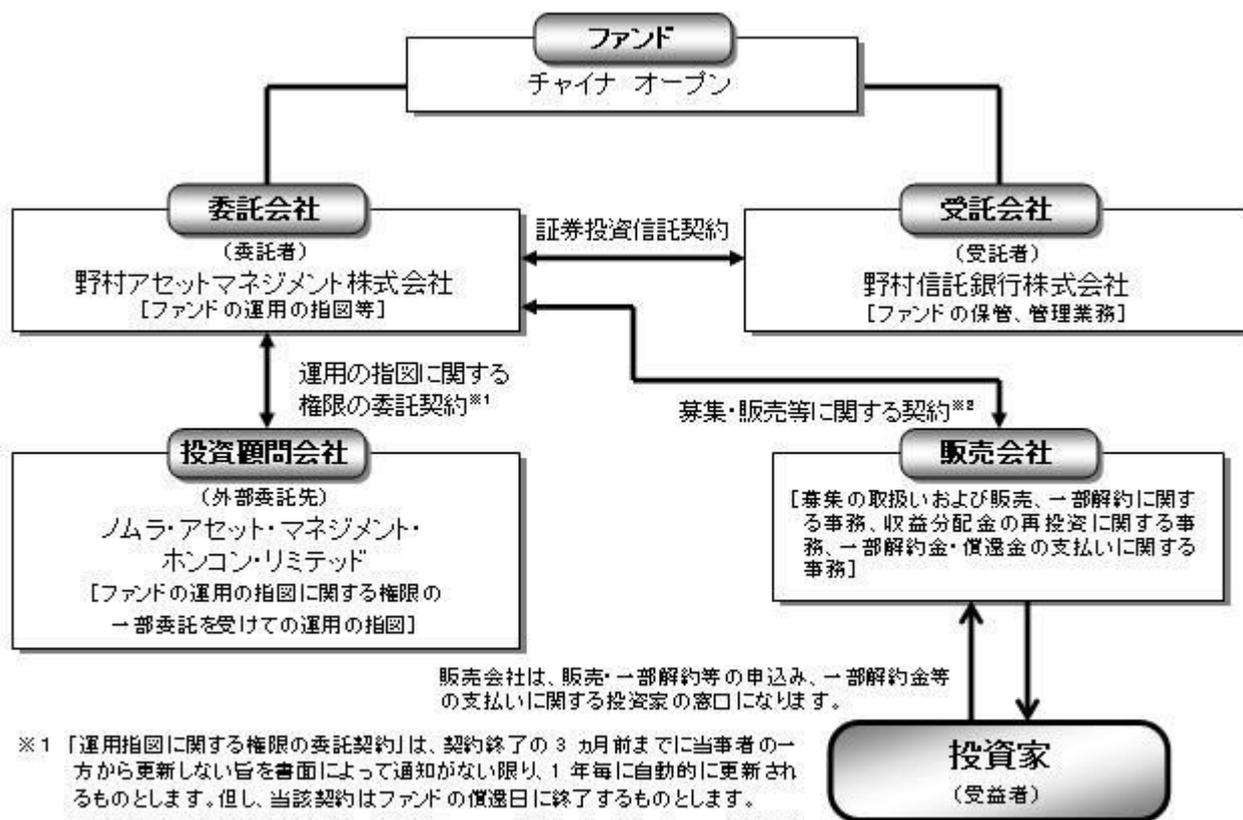 ファンド
チャイナ オープン
委託会社
(委託者)
野村アセットマネジメント株式会社
[ファンドの運用の指図等]
証券投資信託契約
受託会社
(受託者)
野村信託銀行株式会社
[ファンドの保管、管理業務]
運用の指図に関する
権限の委託契約※1
募集・販売等に関する契約※2
投資顧問会社
(外部委託先)
ノムラ・アセット・マネジメント・
ホンコン・リミテッド
[ファンドの運用の指図に関する権限の
一部委託を受けての運用の指図]
販売会社
[募集の取扱いおよび販売、一部解約に関す
る事務、収益分配金の再投資に関する事
務、一部解約金・償還金の支払いに関する
事務]
販売会社は、販売・一部解約等の申込み、一部解約金等
の支払いに関する投資家の窓口になります。
投資家
(受益者)
※1 「運用指図に関する権限の委託契約」は、契約終了の3ヵ月前までに当事者の一
方から更新しない旨を書面によって通知がない限り、1年毎に自動的に更新され
るものとします。但し、当該契約はファンドの償還日に終了するものとします。